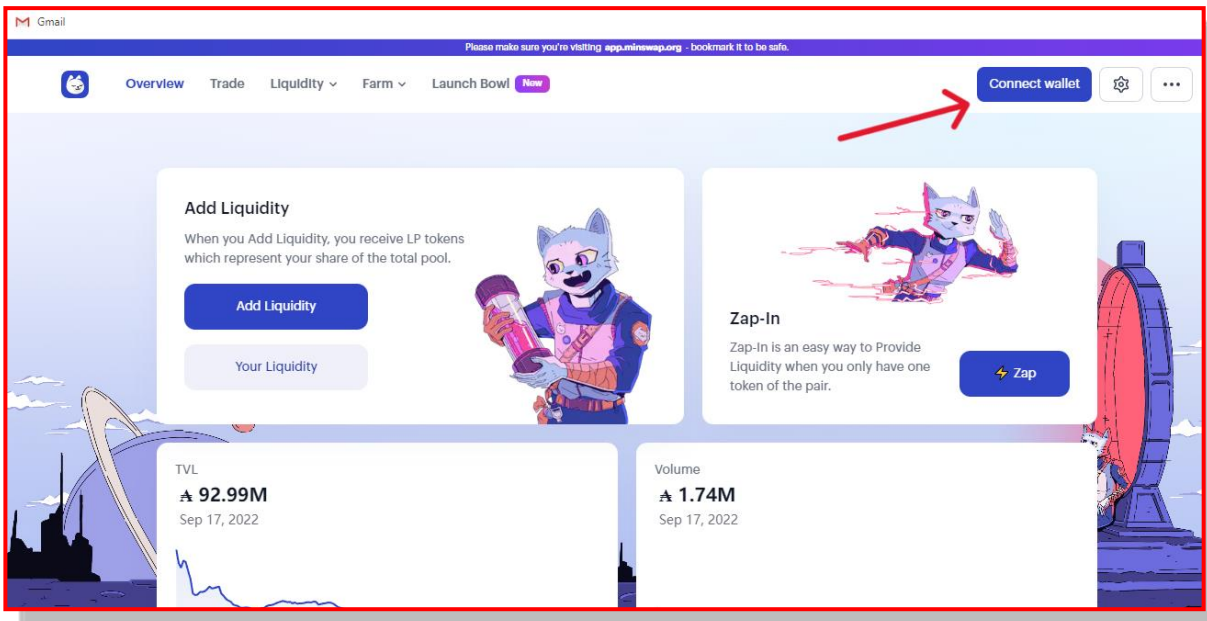 Gmail
Please make sure you're visiting app.minswap.org - bookmark it to be safe.
Overview Trade Liquidity Farm Launch Bowl New Connect wallet
Add Liquidity
When you Add Liquidity, you receive LP tokens
which represent your share of the total pool.
Add Liquidity
Your Liquidity
Zap-In
Zap-In is an easy way to Provide
Liquidity when you only have one
token of the pair.
⚡ Zap
TVL
₳ 92.99M
Sep 17, 2022
Volume
₳ 1.74M
Sep 17, 2022